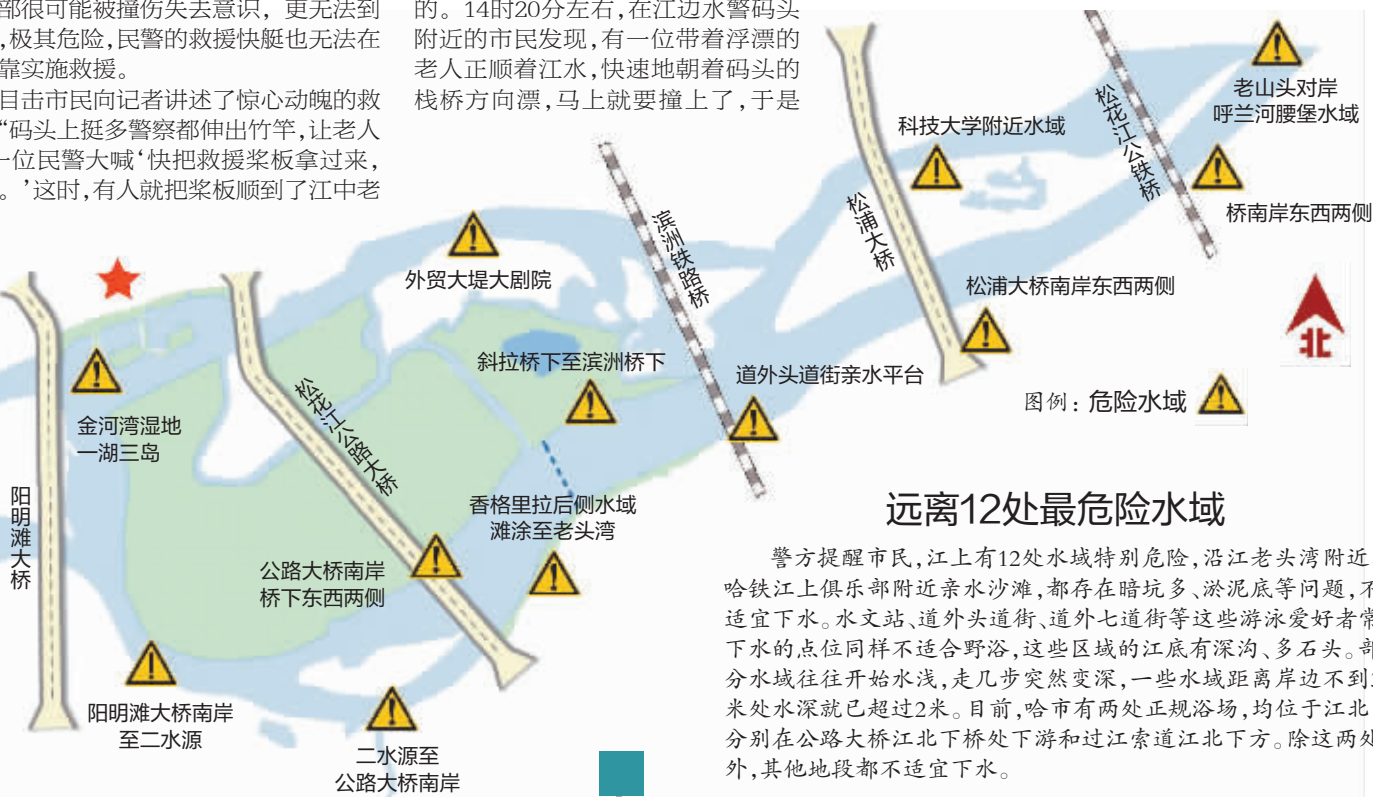 部很可能被撞伤失去意识，更无法到
，极其危险，民警的救援快艇也无法在
靠实施救援。
目击市民向记者讲述了惊心动魄的救
“码头上挺多警察都伸出竹竿，让老人
一位民警大喊‘快把救援桨板拿过来，
。’这时，有人就把桨板顺到了江中老
的。14时20分左右，在江边水警码头
附近的市民发现，有一位带着浮漂的
老人正顺着江水，快速地朝着码头的
栈桥方向漂，马上就要撞上了，于是
老山头对岸
呼兰河腰堡水域
科技大学附近水域
松花江公铁桥
桥南岸东西两侧
松浦大桥
滨洲铁路桥
外贸大堤大剧院
松浦大桥南岸东西两侧
北
斜拉桥下至滨洲桥下
道外头道街亲水平台
图例：危险水域
金河湾湿地
一湖三岛
松花江公路大桥
阳明滩大桥
香格里拉后侧水域
滩涂至老头湾
公路大桥南岸
桥下东西两侧
阳明滩大桥南岸
至二水源
二水源至
公路大桥南岸
远离12处最危险水域
警方提醒市民，江上有12处水域特别危险，沿江老头湾附近
哈铁江上俱乐部附近亲水沙滩，都存在暗坑多、淤泥底等问题，不
适宜下水。水文站、道外头道街、道外七道街等这些游泳爱好者常
下水的点位同样不适合野浴，这些区域的江底有深沟、多石头。部
分水域往往开始水浅，走几步突然变深，一些水域距离岸边不到
米处水深就已超过2米。目前，哈市有两处正规浴场，均位于江北
分别在公路大桥江北下桥处下游和过江索道江北下方。除这两处
外，其他地段都不适宜下水。